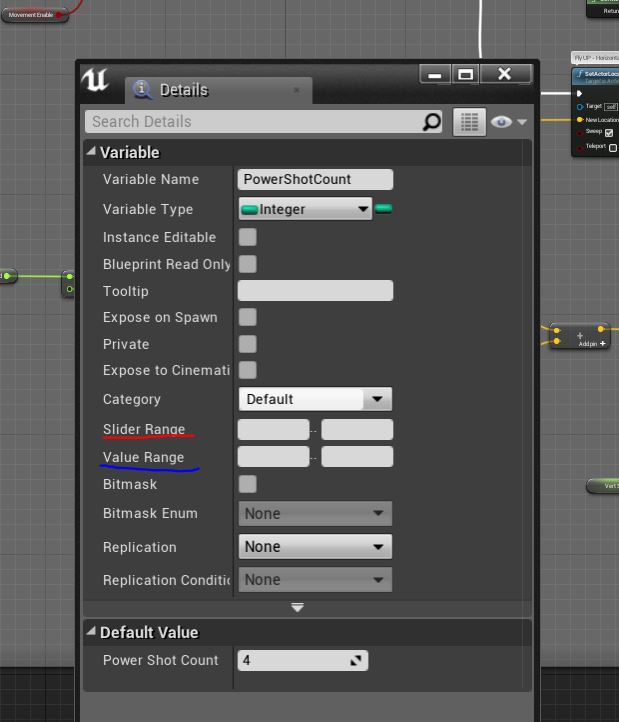 Movement Enable
Retur
Fly UP - Horizonta
SetActorLoca
Target is Acto
Target self
New Location
Sweep
Teleport
Details
Search Details
Variable
Variable Name PowerShotCount
Variable Type Integer
Instance Editable
Blueprint Read Only
Tooltip
Expose on Spawn
Private
Expose to Cinemati
Category Default
Slider Range ..
Value Range ..
Bitmask
Bitmask Enum None
Replication None
Replication Conditio None
Add pin +
Vert S
Default Value
Power Shot Count 4